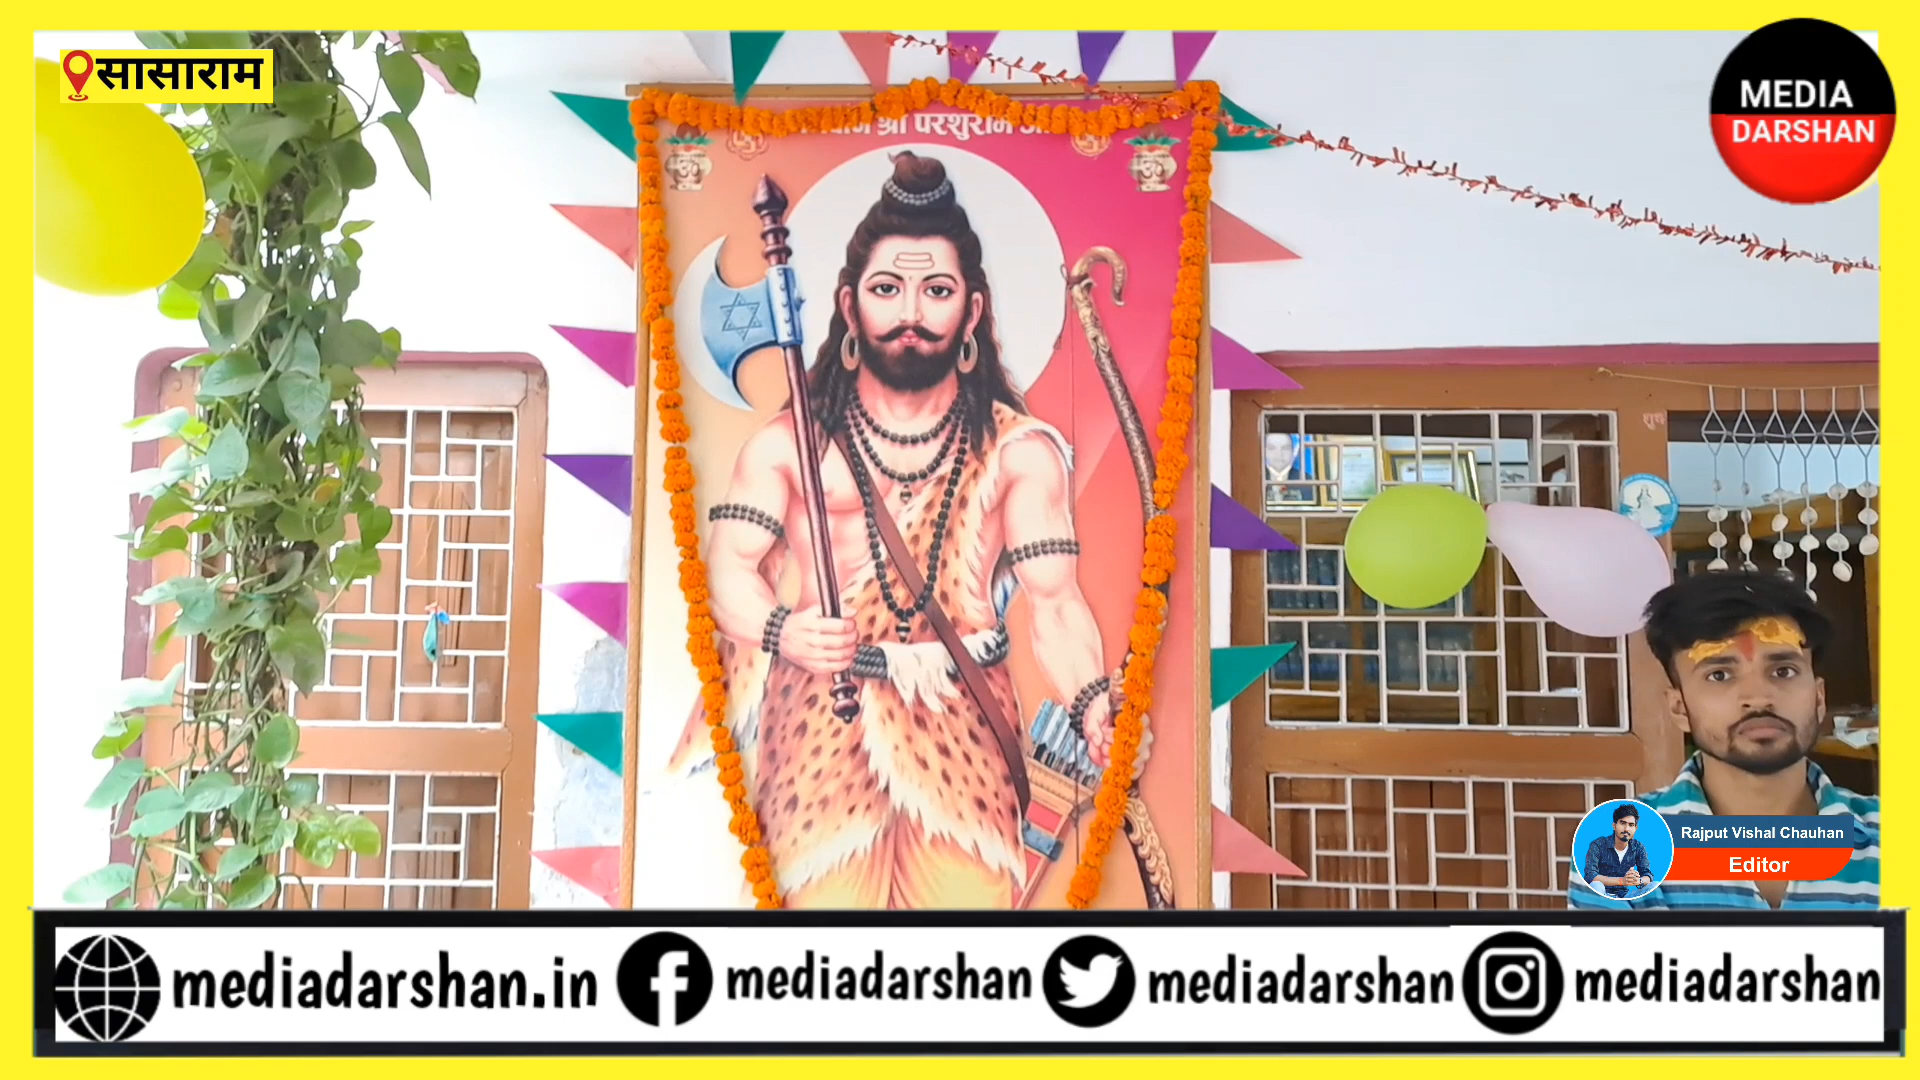 सासाराम
MEDIA
DARSHAN
श्री परशुराम
Rajput Vishal Chauhan
Editor
mediadarshan.in
mediadarshan
mediadarshan
mediadarshan